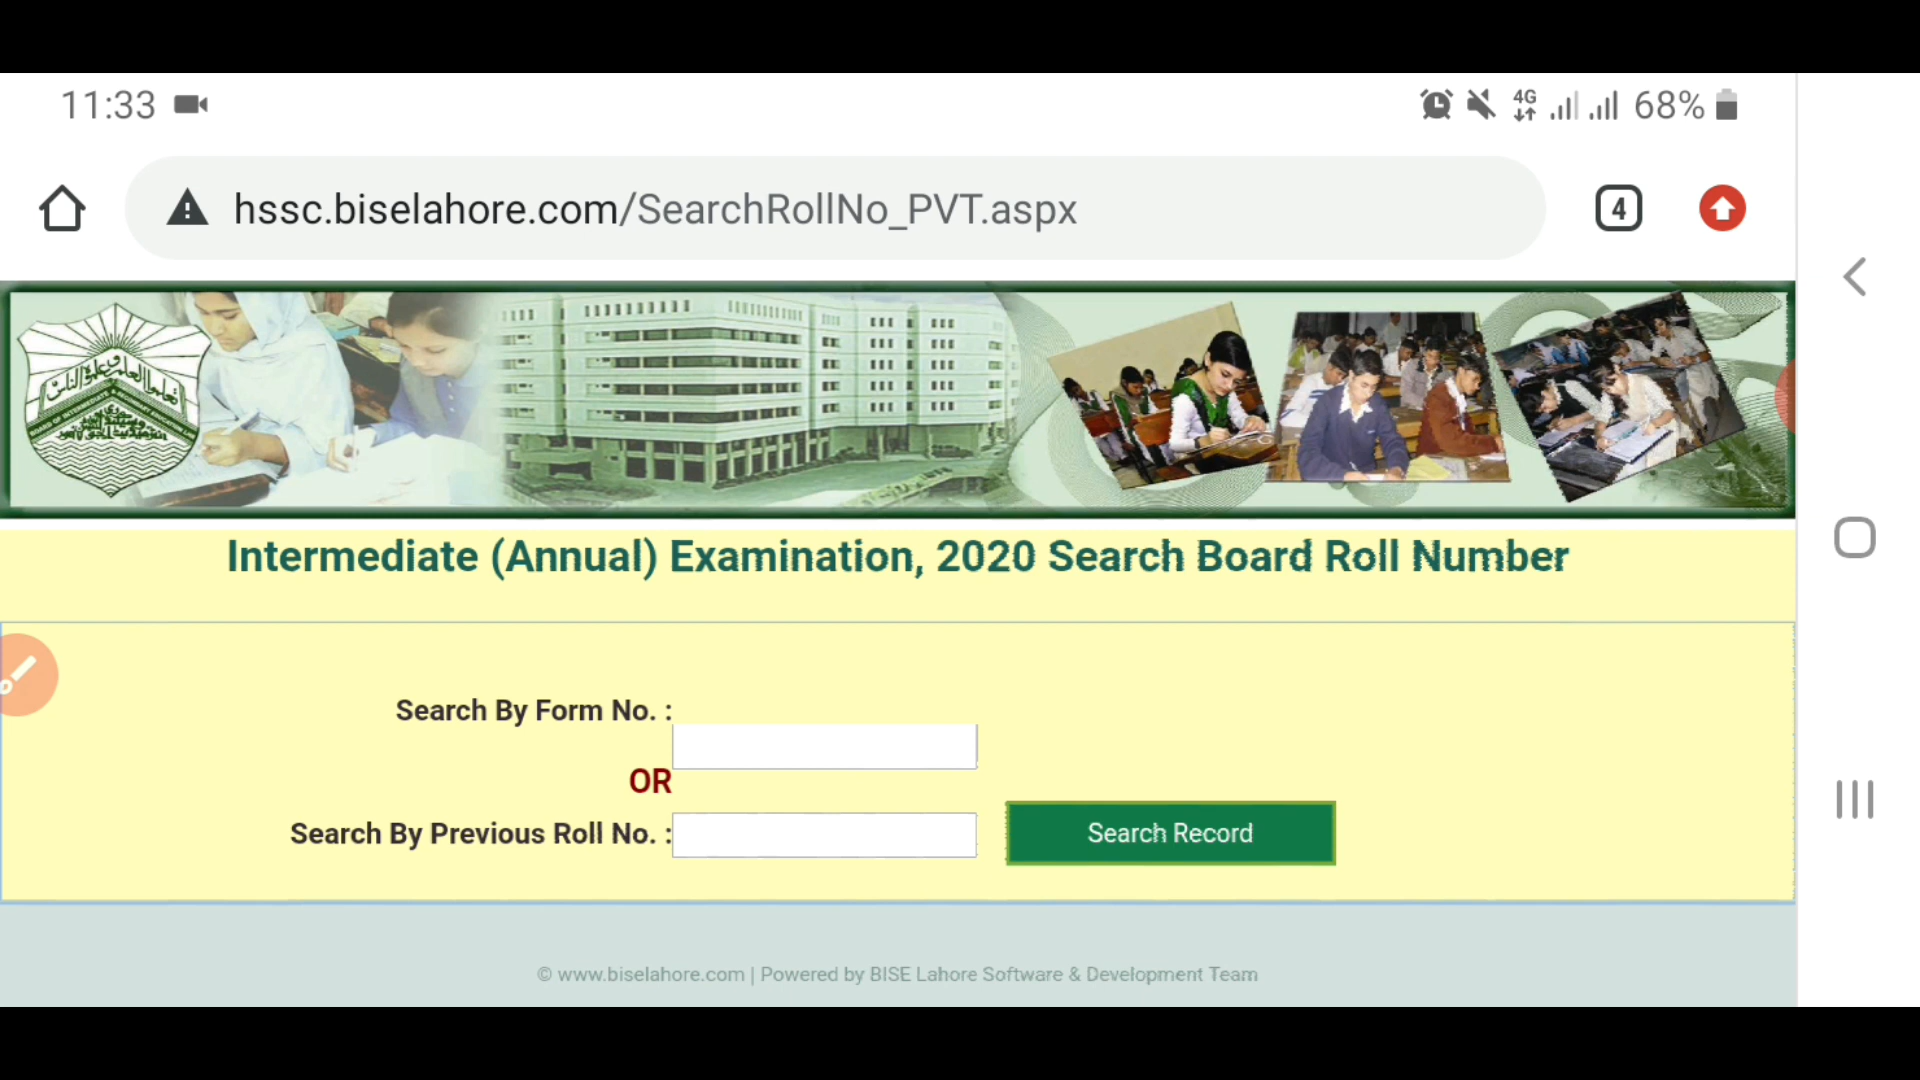 11:33
4G
68%
hssc.biselahore.com/SearchRollNo_PVT.aspx
4
Intermediate (Annual) Examination, 2020 Search Board Roll Number
Search By Form No. :
OR
Search By Previous Roll No. :
Search Record
© www.biselahore.com | Powered by BISE Lahore Software & Development Team